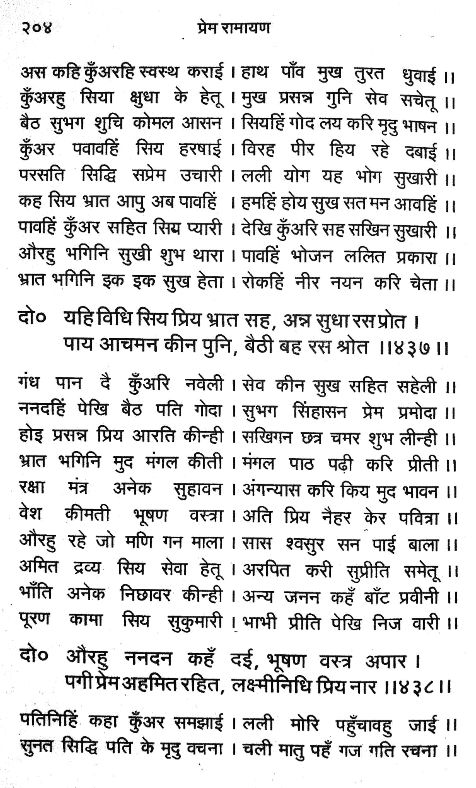 २०४ प्रेम रामायण
अस कहि कुँअरहि स्वस्थ कराई । हाथ पाँव मुख तुरत धुवाई ।।
कुँअरहु सिया क्षुधा के हेतू । मुख प्रसन्न गुनि सेव सचेतू ।।
बैठ सुभग शुचि कोमल आसन । सियहिं गोद लय करि मृदु भाषन ।।
कुँअर पवावहिं सिय हरषाई । विरह पीर हिय रहे दबाई ।
परसति सिद्धि सप्रेम उचारी । लली योग यह भोग सुखारी ।।
कह सिय भ्रात आपु अब पावहिं । हमहिं होय सुख सत मन आवहिं ।।
पावहिं कुँअर सहित सिय प्यारी । देखि कुँअरि सह सखिन सुखारी ।।
औरहु भगिनि सुखी शुभ थारा । पावहिं भोजन ललित प्रकारा ।।
भ्रात भगिनि इक इक सुख हेता । रोकहिं नीर नयन करि चेता ।।
दो० यहि विधि सिय प्रिय भ्रात सह, अन्न सुधा रस प्रोत ।
पाय आचमन कीन पुनि, बैठी बह रस श्रोत ।।४३७।।
गंध पान दै कुँअरि नवेली । सेव कीन सुख सहित सहेली ।।
ननदहिं पेखि बैठ पति गोदा । सुभग सिंहासन प्रेम प्रमोदा ।।
होइ प्रसन्न प्रिय आरति कीन्ही । सखिगन छत्र चमर शुभ लीन्ही ।।
भ्रात भगिनि मुद मंगल कीती । मंगल पाठ पढ़ी करि प्रीती ।।
रक्षा मंत्र अनेक सुहावन । अंगन्यास करि किय मुद भावन ।।
वेश कीमती भूषण वस्त्रा । अति प्रिय नैहर केर पवित्रा ।।
औरहु रहे जो मणि गन माला । सास श्वसुर सन पाई बाला ।।
अमित द्रव्य सिय सेवा हेतू । अरपित करी सुप्रीति समेतू ।।
भाँति अनेक निछावर कीन्ही । अन्य जनन कहँ बाँट प्रवीनी ।।
पूरण कामा सिय सुकुमारी । भाभी प्रीति पेखि निज वारी ।।
दो० औरहु ननदन कहँ दई, भूषण वस्त्र अपार ।
पगी प्रेम अहमिति रहित, लक्ष्मीनिधि प्रिय नार ।।४३८।।
पतिनिहिं कहा कुँअर समझाई । लली मोरि पहुँचावहु जाई ।।
सुनत सिद्धि पति के मृदु वचना । चली मातु पहँ गज गति रचना ।।